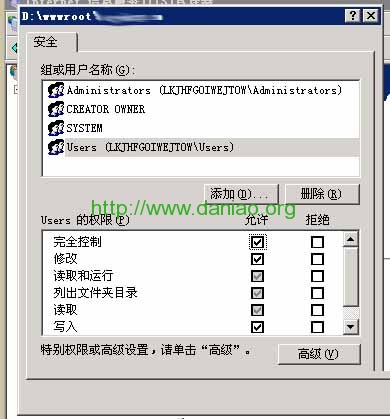 D:\wwwroot\
安全
组或用户名称(G):
Administrators (LKJHFGOIWEJTOW\Administrators)
CREATOR OWNER
SYSTEM
Users (LKJHFGOIWEJTOW\Users)
添加(D)... 删除(R)
http://www.daniao.org
Users 的权限(P) 允许 拒绝
完全控制
修改
读取和运行
列出文件夹目录
读取
写入
特别权限或高级设置,请单击“高级”。 高级(V)